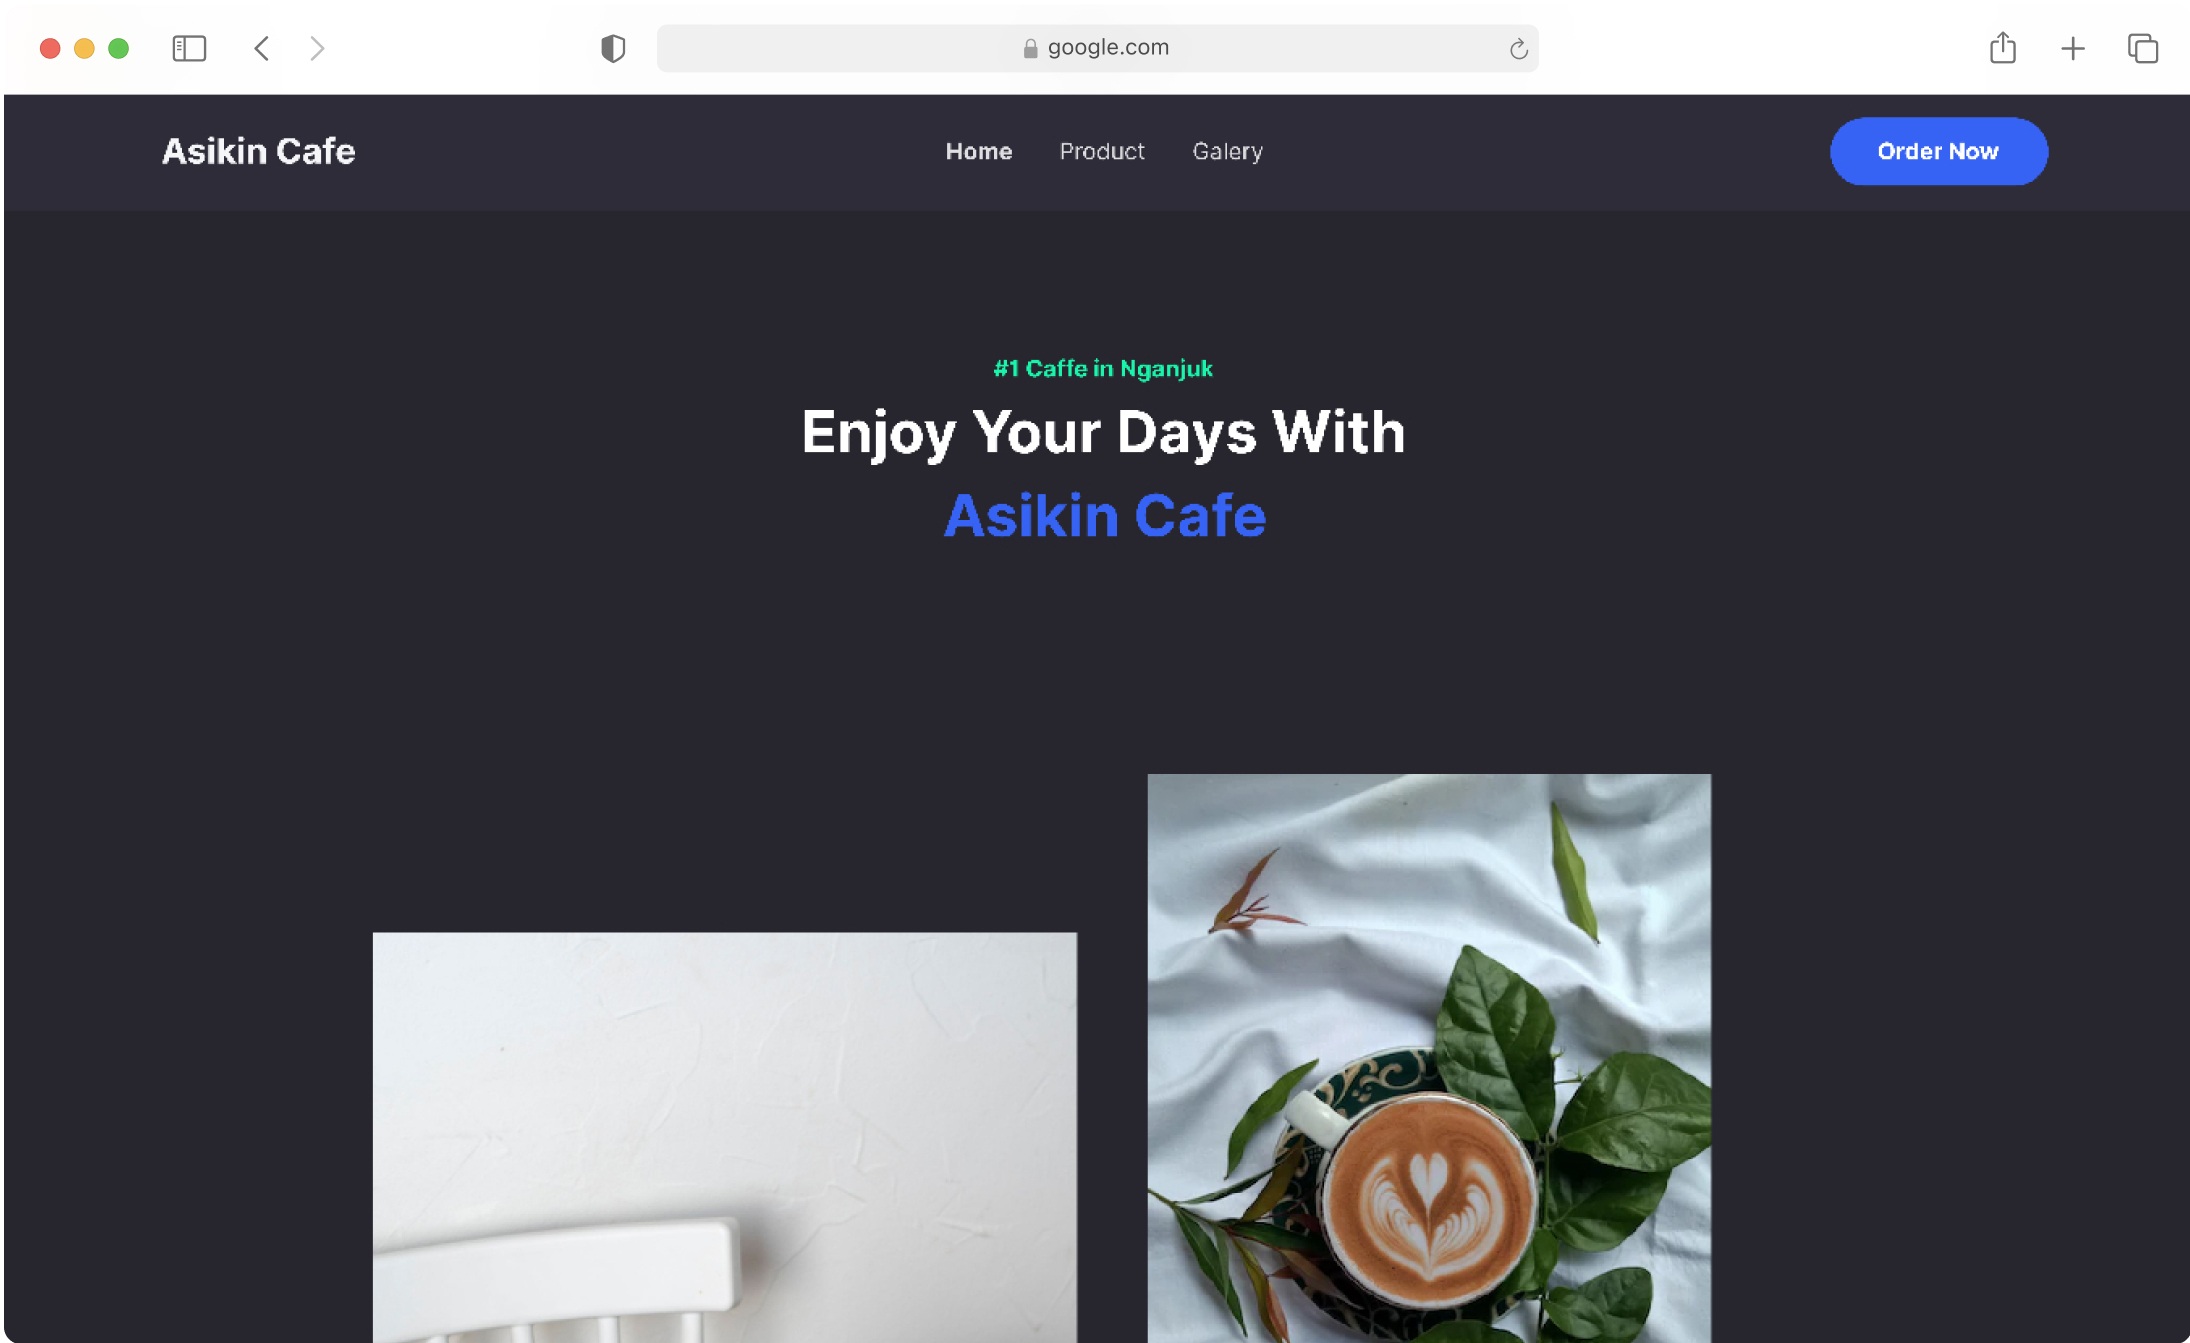 google.com
Asikin Cafe
Home Product Galery
Order Now
#1 Caffe in Nganjuk
Enjoy Your Days With
Asikin Cafe